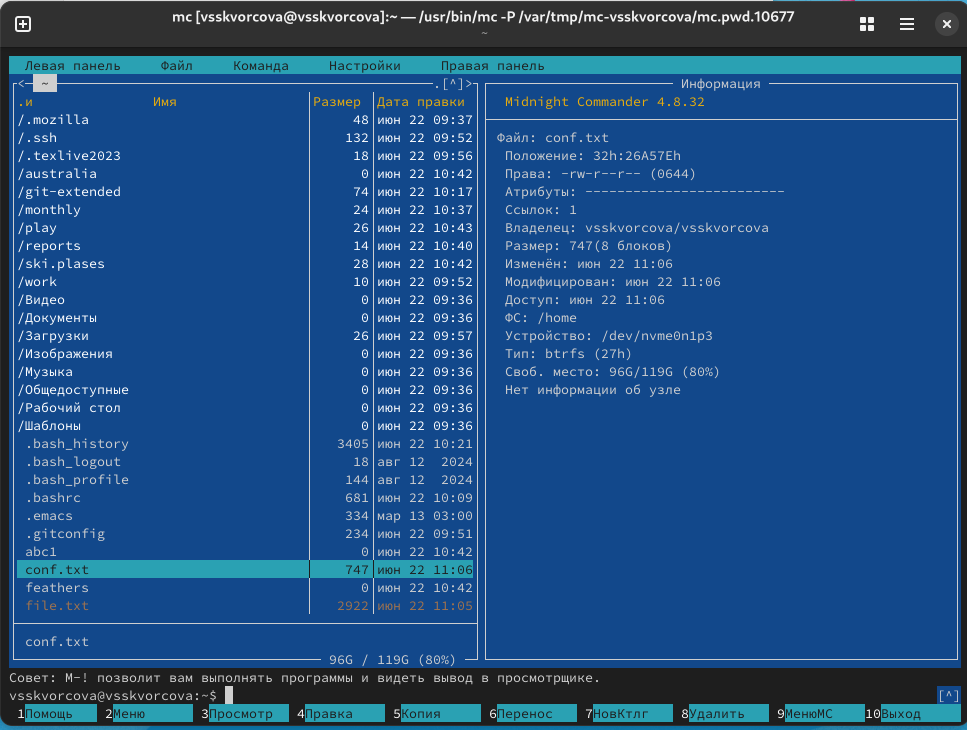 mc [vsskvorcova@vsskvorcova]:~ — /usr/bin/mc -P /var/tmp/mc-vsskvorcova/mc.pwd.10677
~
Левая панель Файл Команда Настройки Правая панель
<─ ~ ─.[^]>
.и Имя Размер Дата правки
/.mozilla 48 июн 22 09:37
/.ssh 132 июн 22 09:52
/.texlive2023 18 июн 22 09:56
/australia 0 июн 22 10:42
/git-extended 74 июн 22 10:17
/monthly 24 июн 22 10:37
/play 26 июн 22 10:43
/reports 14 июн 22 10:40
/ski.plases 28 июн 22 10:42
/work 10 июн 22 09:52
/Видео 0 июн 22 09:36
/Документы 0 июн 22 09:36
/Загрузки 26 июн 22 09:57
/Изображения 0 июн 22 09:36
/Музыка 0 июн 22 09:36
/Общедоступные 0 июн 22 09:36
/Рабочий стол 0 июн 22 09:36
/Шаблоны 0 июн 22 09:36
.bash_history 3405 июн 22 10:21
.bash_logout 18 авг 12 2024
.bash_profile 144 авг 12 2024
.bashrc 681 июн 22 10:09
.emacs 334 мар 13 03:00
.gitconfig 234 июн 22 09:51
abc1 0 июн 22 10:42
conf.txt 747 июн 22 11:06
feathers 0 июн 22 10:42
file.txt 2922 июн 22 11:05
conf.txt
96G / 119G (80%)
Информация
Midnight Commander 4.8.32
Файл: conf.txt
Положение: 32h:26A57Eh
Права: -rw-r--r-- (0644)
Атрибуты: -------------------------
Ссылок: 1
Владелец: vsskvorcova/vsskvorcova
Размер: 747(8 блоков)
Изменён: июн 22 11:06
Модифицирован: июн 22 11:06
Доступ: июн 22 11:06
ФС: /home
Устройство: /dev/nvme0n1p3
Тип: btrfs (27h)
Своб. место: 96G/119G (80%)
Нет информации об узле
Совет: M-! позволит вам выполнять программы и видеть вывод в просмотрщике.
vsskvorcova@vsskvorcova:~$ [^]
1Помощь 2Меню 3Просмотр 4Правка 5Копия 6Перенос 7НовКтлг 8Удалить 9МенюMC 10Выход